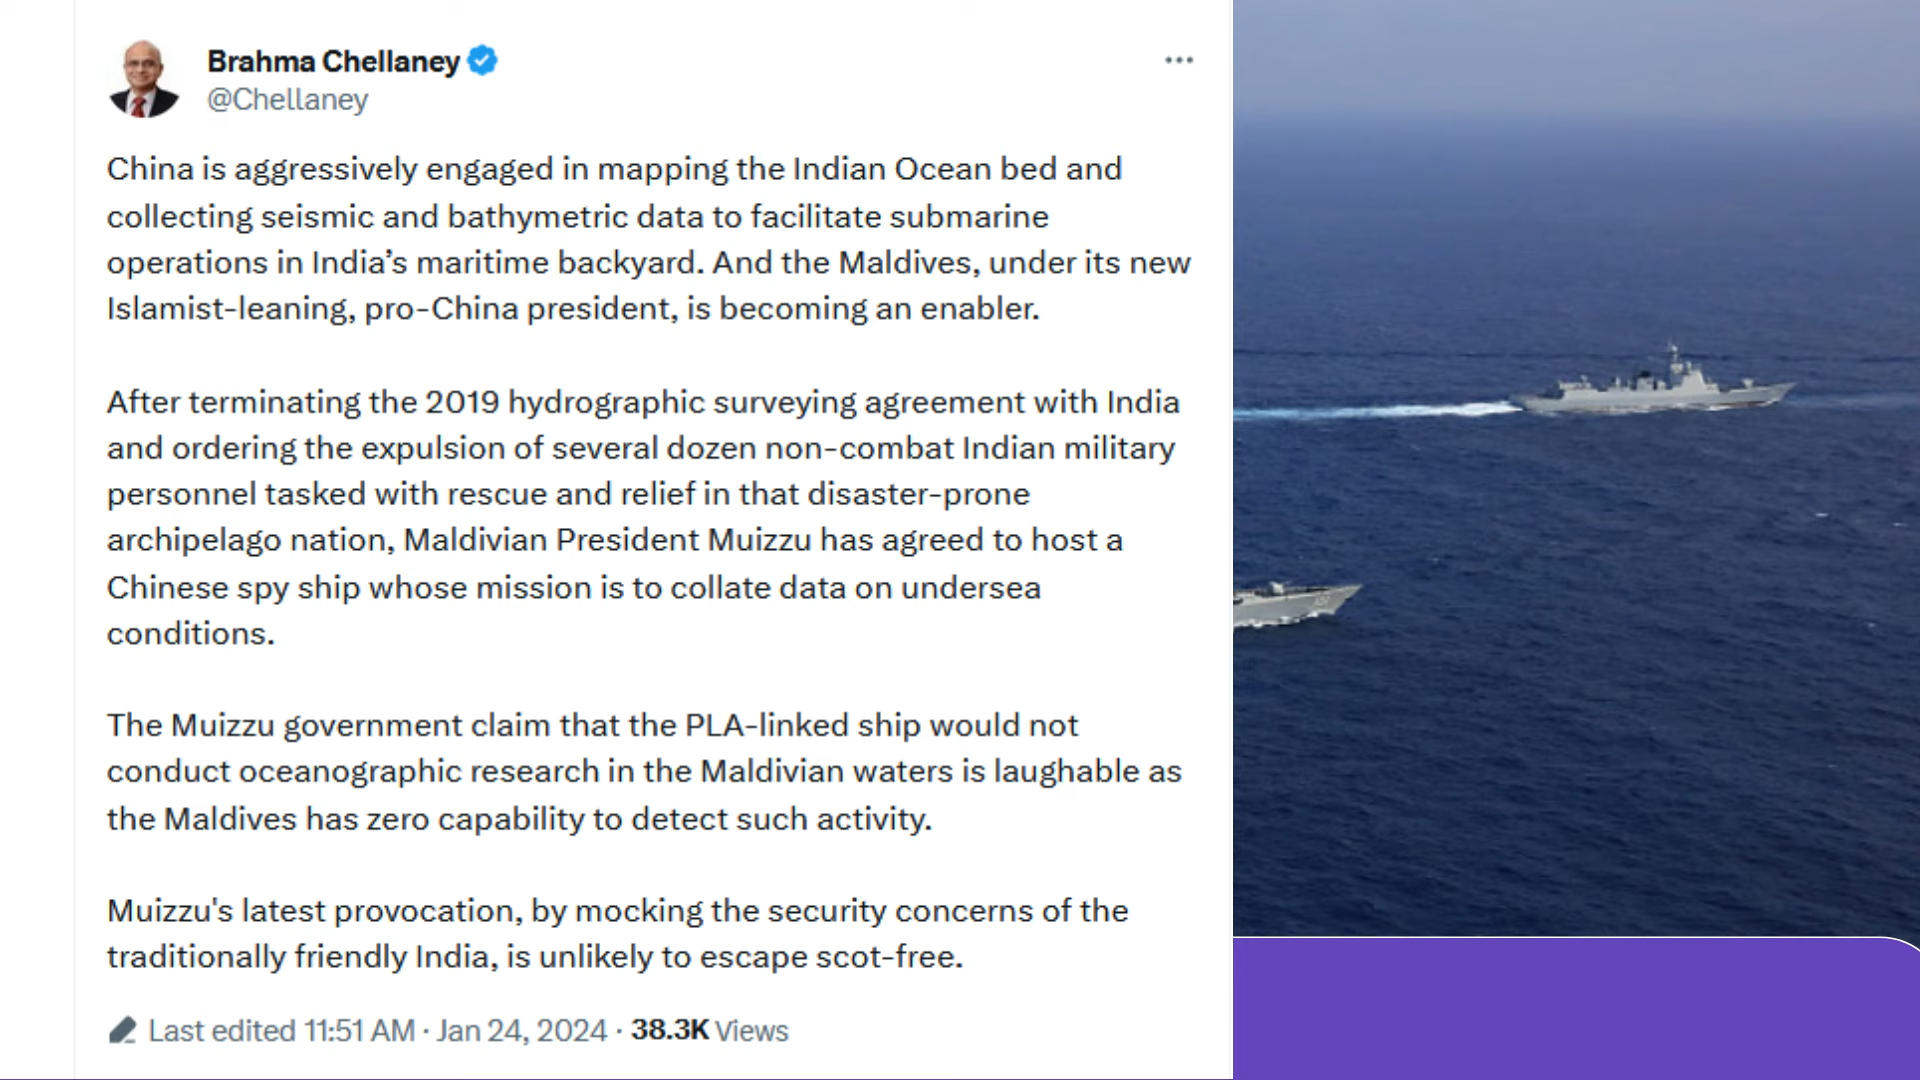 Brahma Chellaney
@Chellaney
China is aggressively engaged in mapping the Indian Ocean bed and
collecting seismic and bathymetric data to facilitate submarine
operations in India’s maritime backyard. And the Maldives, under its new
Islamist-leaning, pro-China president, is becoming an enabler.
After terminating the 2019 hydrographic surveying agreement with India
and ordering the expulsion of several dozen non-combat Indian military
personnel tasked with rescue and relief in that disaster-prone
archipelago nation, Maldivian President Muizzu has agreed to host a
Chinese spy ship whose mission is to collate data on undersea
conditions.
The Muizzu government claim that the PLA-linked ship would not
conduct oceanographic research in the Maldivian waters is laughable as
the Maldives has zero capability to detect such activity.
Muizzu's latest provocation, by mocking the security concerns of the
traditionally friendly India, is unlikely to escape scot-free.
Last edited 11:51 AM · Jan 24, 2024 · 38.3K Views